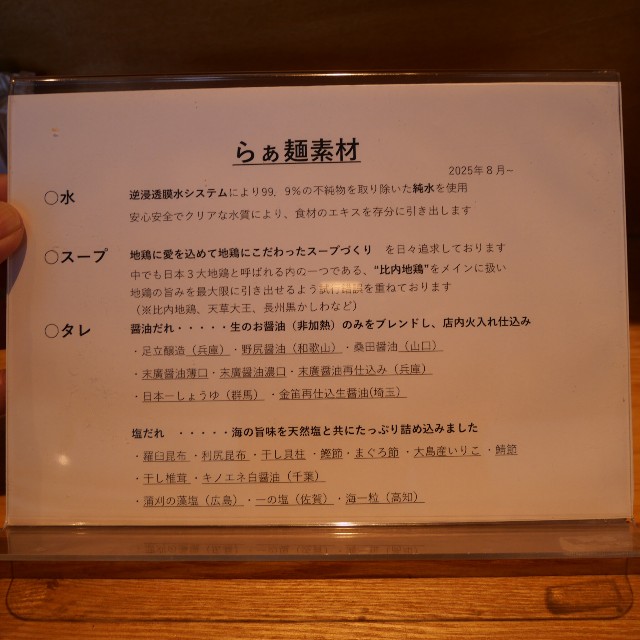 らぁ麺素材
2025年８月~
○水 逆浸透膜水システムにより99．9％の不純物を取り除いた純水を使用
安心安全でクリアな水質により、食材のエキスを存分に引き出します
○スープ 地鶏に愛を込めて地鶏にこだわったスープづくり を日々追求しております
中でも日本３大地鶏と呼ばれる内の一つである、“比内地鶏”をメインに扱い
地鶏の旨みを最大限に引き出せるよう試行錯誤を重ねております
（※比内地鶏、天草大王、長州黒かしわなど）
○タレ 醤油だれ・・・・・生のお醤油（非加熱）のみをブレンドし、店内火入れ仕込み
・足立醸造（兵庫）・野尻醤油（和歌山）・桑田醤油（山口）
・末廣醤油薄口・末廣醤油濃口・末廣醤油再仕込み（兵庫）
・日本一しょうゆ（群馬）・金笛再仕込生醤油(埼玉）
塩だれ ・・・・・海の旨味を天然塩と共にたっぷり詰め込みました
・羅臼昆布・利尻昆布・干し貝柱・鰹節・まぐろ節・大島産いりこ・鯖節
・干し椎茸・キノエネ白醤油（千葉）
・蒲刈の藻塩（広島）・一の塩（佐賀）・海一粒（高知）